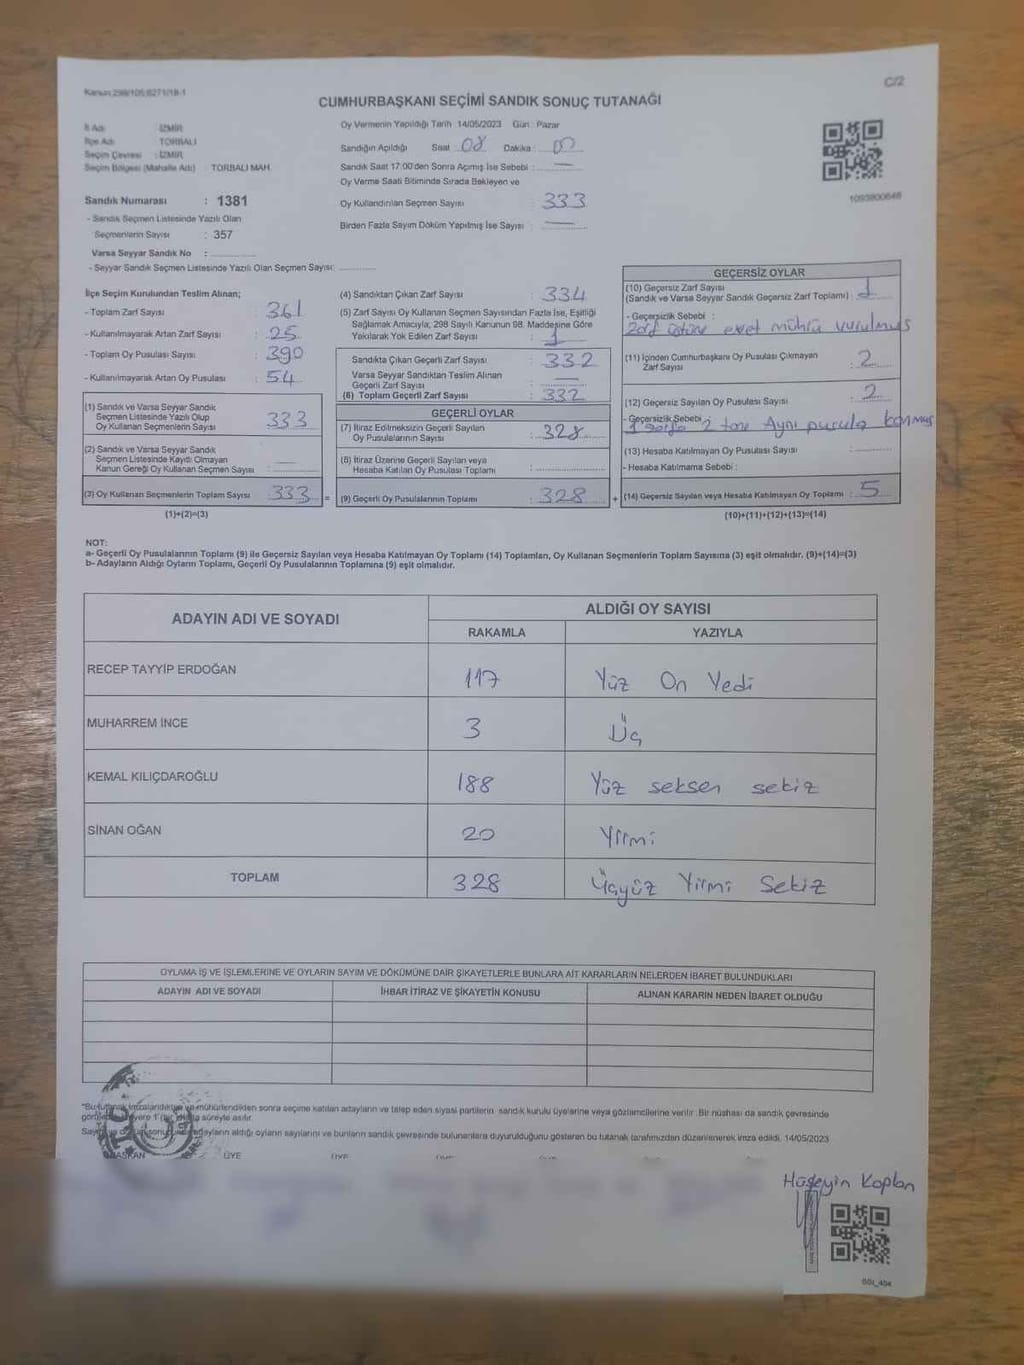 Kanun:298/105;6271/18-1
C/2
CUMHURBAŞKANI SEÇİMİ SANDIK SONUÇ TUTANAĞI
İl Adı : İZMİR
İlçe Adı : TORBALI
Seçim Çevresi : İZMİR
Seçim Bölgesi (Mahalle Adı) : TORBALI MAH.
Sandık Numarası : 1381
- Sandık Seçmen Listesinde Yazılı Olan
Seçmenlerin Sayısı : 357
Varsa Seyyar Sandık No :
- Seyyar Sandık Seçmen Listesinde Yazılı Olan Seçmen Sayısı:
Oy Vermenin Yapıldığı Tarih 14/05/2023 Gün : Pazar
Sandığın Açıldığı Saat : 08 Dakika : 00
Sandık Saat 17:00'den Sonra Açmış İse Sebebi : —
Oy Verme Saati Bitiminde Sırada Bekleyen ve
Oy Kullandırılan Seçmen Sayısı : 333
Birden Fazla Sayım Döküm Yapılmış İse Sayısı : —
1093800648
İlçe Seçim Kurulundan Teslim Alınan;
- Toplam Zarf Sayısı : 361
- Kullanılmayarak Artan Zarf Sayısı : 25
- Toplam Oy Pusulası Sayısı : 390
- Kullanılmayarak Artan Oy Pusulası : 54
(1) Sandık ve Varsa Seyyar Sandık
Seçmen Listesinde Yazılı Olup
Oy Kullanan Seçmenlerin Sayısı : 333
(2) Sandık ve Varsa Seyyar Sandık
Seçmen Listesinde Kaydı Olmayan
Kanun Gereği Oy Kullanan Seçmen Sayısı : —
(3) Oy Kullanan Seçmenlerin Toplam Sayısı : 333
(1)+(2)=(3)
(4) Sandıktan Çıkan Zarf Sayısı : 334
(5) Zarf Sayısı Oy Kullanan Seçmen Sayısından Fazla İse, Eşitliği
Sağlamak Amacıyla, 298 Sayılı Kanunun 98. Maddesine Göre
Yakılarak Yok Edilen Zarf Sayısı : 1
Sandıkta Çıkan Geçerli Zarf Sayısı : 332
Varsa Seyyar Sandıktan Teslim Alınan
Geçerli Zarf Sayısı : —
(6) Toplam Geçerli Zarf Sayısı : 332
GEÇERLİ OYLAR
(7) İtiraz Edilmeksizin Geçerli Sayılan
Oy Pusulalarının Sayısı : 328
(8) İtiraz Üzerine Geçerli Sayılan veya
Hesaba Katılan Oy Pusulası Toplamı :
= (9) Geçerli Oy Pusulalarının Toplamı : 328
GEÇERSİZ OYLAR
(10) Geçersiz Zarf Sayısı
(Sandık ve Varsa Seyyar Sandık Geçersiz Zarf Toplamı) : 1
- Geçersizlik Sebebi :
Zarf üstüne evet mührü vurulmuş
(11) İçinden Cumhurbaşkanı Oy Pusulası Çıkmayan
Zarf Sayısı : 2
(12) Geçersiz Sayılan Oy Pusulası Sayısı : 2
- Geçersizlik Sebebi :
1 zarfa 2 tane Aynı pusula konmuş
(13) Hesaba Katılmayan Oy Pusulası Sayısı :
- Hesaba Katılmama Sebebi :
+ (14) Geçersiz Sayılan veya Hesaba Katılmayan Oy Toplamı : 5
(10)+(11)+(12)+(13)=(14)
NOT:
a- Geçerli Oy Pusulalarının Toplamı (9) ile Geçersiz Sayılan veya Hesaba Katılmayan Oy Toplamı (14) Toplamları, Oy Kullanan Seçmenlerin Toplam Sayısına (3) eşit olmalıdır. (9)+(14)=(3)
b- Adayların Aldığı Oyların Toplamı, Geçerli Oy Pusulalarının Toplamına (9) eşit olmalıdır.
ADAYIN ADI VE SOYADI
ALDIĞI OY SAYISI
RAKAMLA YAZIYLA
RECEP TAYYİP ERDOĞAN 117 Yüz On Yedi
MUHARREM İNCE 3 Üç
KEMAL KILIÇDAROĞLU 188 Yüz seksen sekiz
SİNAN OĞAN 20 Yirmi
TOPLAM 328 Üçyüz Yirmi Sekiz
OYLAMA İŞ VE İŞLEMLERİNE VE OYLARIN SAYIM VE DÖKÜMÜNE DAİR ŞİKAYETLERLE BUNLARA AİT KARARLARIN NELERDEN İBARET BULUNDUKLARI
ADAYIN ADI VE SOYADI İHBAR İTİRAZ VE ŞİKAYETİN KONUSU ALINAN KARARIN NEDEN İBARET OLDUĞU
"Bu tutanak imzalandıktan ve mühürlendikten sonra seçime katılan adayların ve talep eden siyasi partilerin sandık kurulu üyelerine veya gözlemcilerine verilir. Bir nüshası da sandık çevresinde
yere 1 süreyle asılır.
adayların aldığı oyların sayılarını ve bunların sandık çevresinde bulunanlara duyurulduğunu gösteren bu tutanak tarafımızdan düzenlenerek imza edildi. 14/05/2023
BAŞKAN ÜYE ÜYE
Hüseyin Kaplan